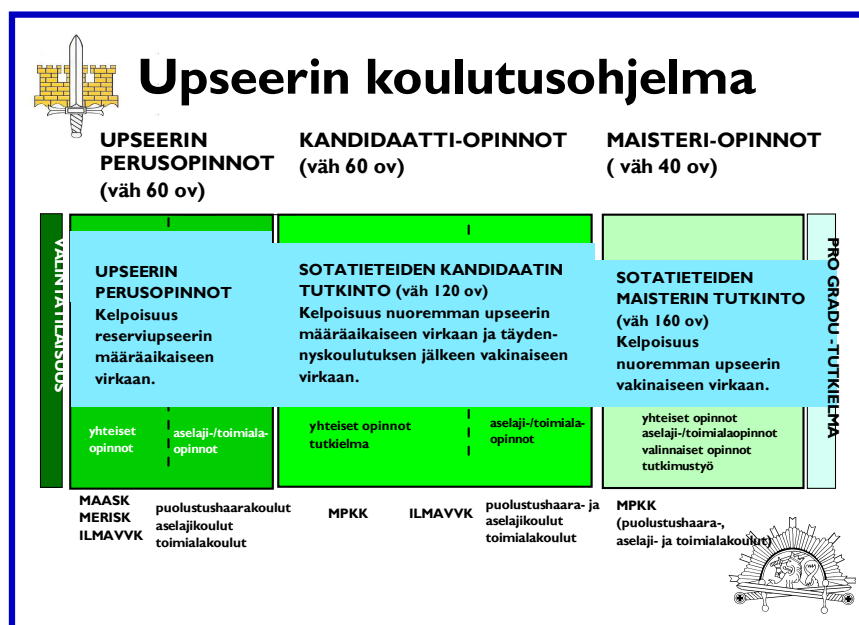 Upseerin koulutusohjelma
UPSEERIN
PERUSOPINNOT
(väh 60 ov)
KANDIDAATTI-OPINNOT
(väh 60 ov)
MAISTERI-OPINNOT
( väh 40 ov)
VALINTATILAISUUS
UPSEERIN
PERUSOPINNOT
Kelpoisuus
reserviupseerin
määräaikaiseen
virkaan.
SOTATIETEIDEN KANDIDAATIN
TUTKINTO (väh 120 ov)
Kelpoisuus nuoremman upseerin
määräaikaiseen virkaan ja täyden-
nyskoulutuksen jälkeen vakinaiseen
virkaan.
SOTATIETEIDEN
MAISTERIN TUTKINTO
(väh 160 ov)
Kelpoisuus
nuoremman upseerin
vakinaiseen virkaan.
PRO GRADU -TUTKIELMA
yhteiset
opinnot
aselaji-/toimiala-
opinnot
yhteiset opinnot
tutkielma
aselaji-/toimiala-
opinnot
yhteiset opinnot
aselaji-/toimialaopinnot
valinnaiset opinnot
tutkimustyö
MAASK
MERISK
ILMAVVK
puolustushaarakoulut
aselajikoulut
toimialakoulut
MPKK
ILMAVVK
puolustushaara- ja
aselajikoulut
toimialakoulut
MPKK
(puolustushaara-,
aselaji- ja toimialakoulut)